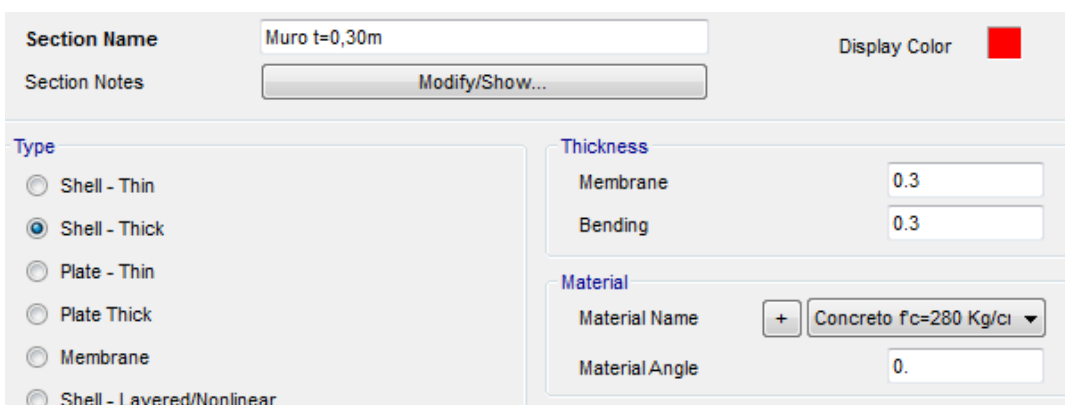 Section Name Muro t=0,30m Display Color
Section Notes Modify/Show...
Type
Shell - Thin
Shell - Thick
Plate - Thin
Plate Thick
Membrane
Shell - Layered/Nonlinear
Thickness
Membrane 0.3
Bending 0.3
Material
Material Name + Concreto f'c=280 Kg/c
Material Angle 0.